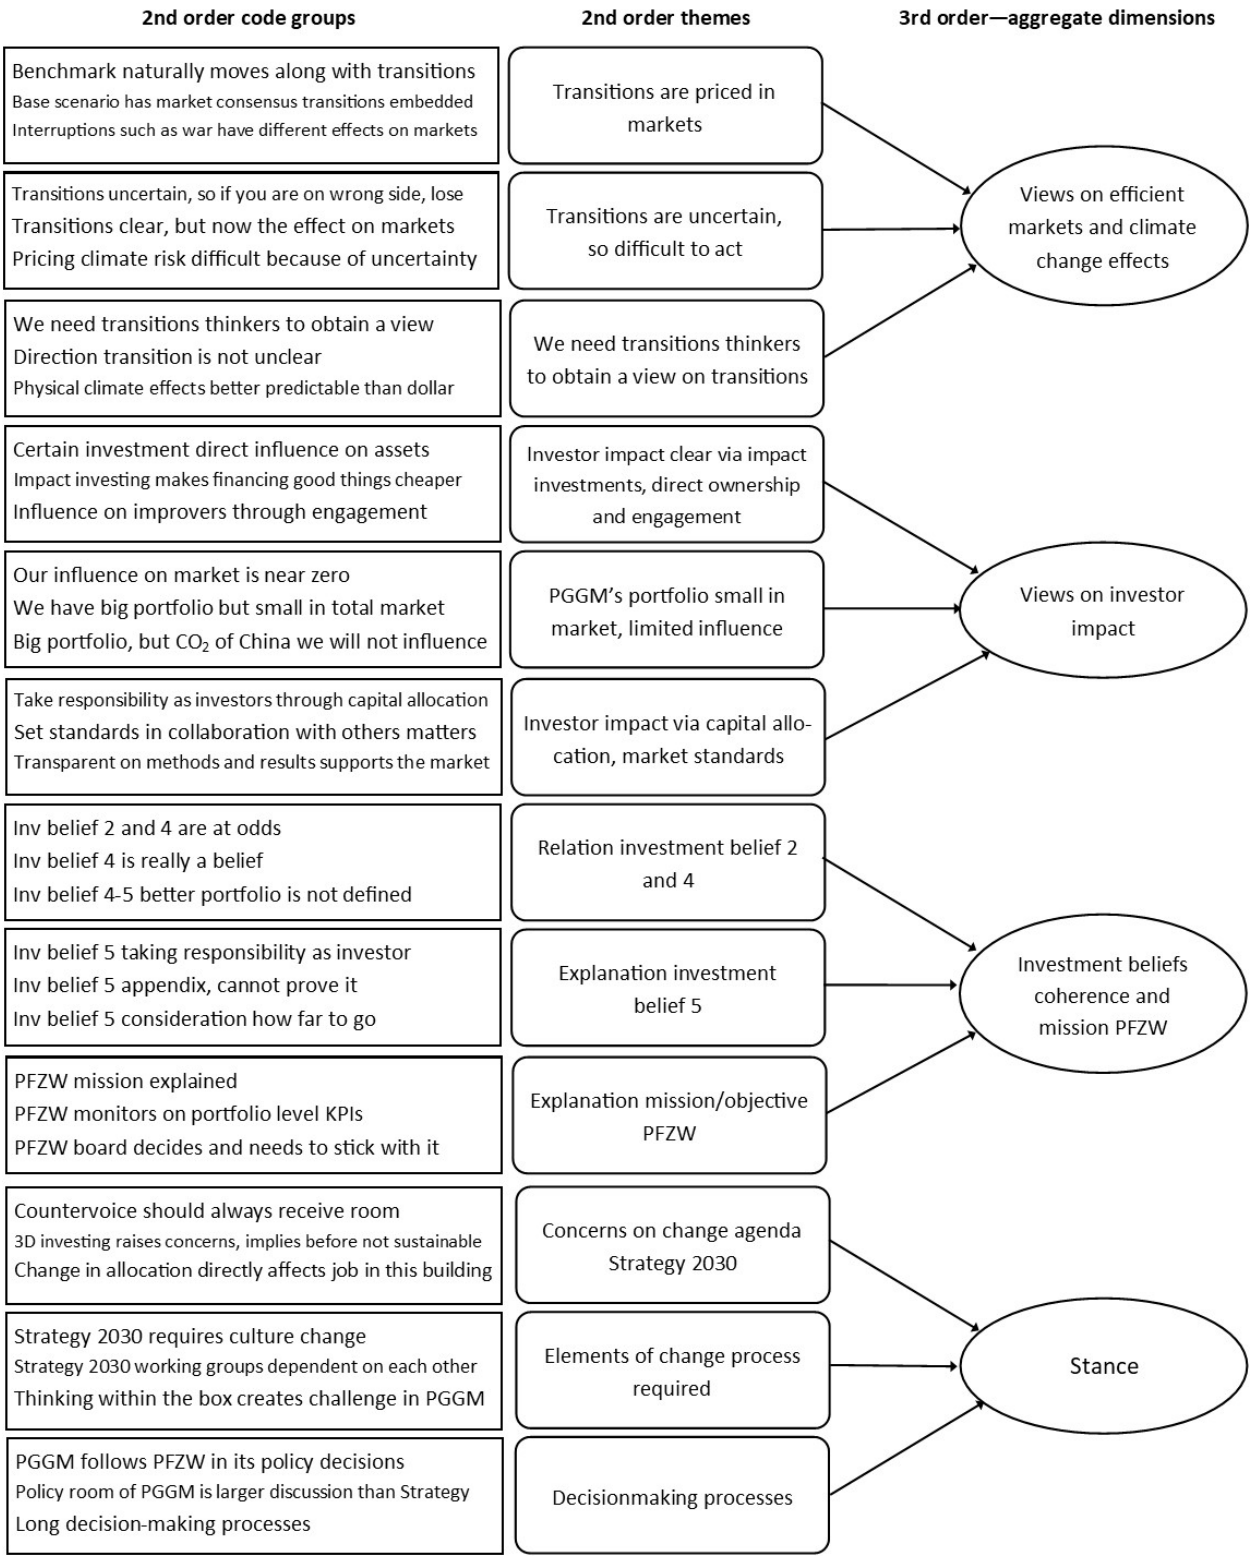 2nd order code groups
2nd order themes
3rd order—aggregate dimensions
Benchmark naturally moves along with transitions
Base scenario has market consensus transitions embedded
Interruptions such as war have different effects on markets
Transitions are priced in
markets
Transitions uncertain, so if you are on wrong side, lose
Transitions clear, but now the effect on markets
Pricing climate risk difficult because of uncertainty
Transitions are uncertain,
so difficult to act
We need transitions thinkers to obtain a view
Direction transition is not unclear
Physical climate effects better predictable than dollar
We need transitions thinkers
to obtain a view on transitions
Views on efficient
markets and climate
change effects
Certain investment direct influence on assets
Impact investing makes financing good things cheaper
Influence on improvers through engagement
Investor impact clear via impact
investments, direct ownership
and engagement
Our influence on market is near zero
We have big portfolio but small in total market
Big portfolio, but CO₂ of China we will not influence
PGGM’s portfolio small in
market, limited influence
Take responsibility as investors through capital allocation
Set standards in collaboration with others matters
Transparent on methods and results supports the market
Investor impact via capital allo-
cation, market standards
Views on investor
impact
Inv belief 2 and 4 are at odds
Inv belief 4 is really a belief
Inv belief 4-5 better portfolio is not defined
Relation investment belief 2
and 4
Inv belief 5 taking responsibility as investor
Inv belief 5 appendix, cannot prove it
Inv belief 5 consideration how far to go
Explanation investment
belief 5
PFZW mission explained
PFZW monitors on portfolio level KPIs
PFZW board decides and needs to stick with it
Explanation mission/objective
PFZW
Investment beliefs
coherence and
mission PFZW
Countervoice should always receive room
3D investing raises concerns, implies before not sustainable
Change in allocation directly affects job in this building
Concerns on change agenda
Strategy 2030
Strategy 2030 requires culture change
Strategy 2030 working groups dependent on each other
Thinking within the box creates challenge in PGGM
Elements of change process
required
PGGM follows PFZW in its policy decisions
Policy room of PGGM is larger discussion than Strategy
Long decision-making processes
Decisionmaking processes
Stance